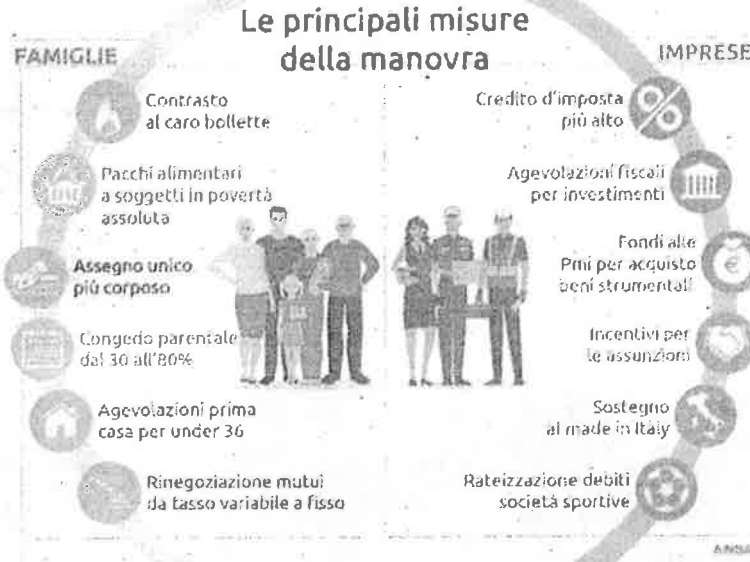 Le principali misure
della manovra
FAMIGLIE
Contrasto
al caro bollette
Pacchi alimentari
a soggetti in povertà
assoluta
Assegno unico
più corposo
Congedo parentale
dal 30 all'80%
Agevolazioni prima
casa per under 36
Rinegoziazione mutui
da tasso variabile a fisso
IMPRESE
Credito d'imposta
più alto
Agevolazioni fiscali
per investimenti
Fondi alle
Pmi per acquisto
beni strumentali
Incentivi per
le assunzioni
Sostegno
al made in Italy
Rateizzazione debiti
società sportive
ANSA